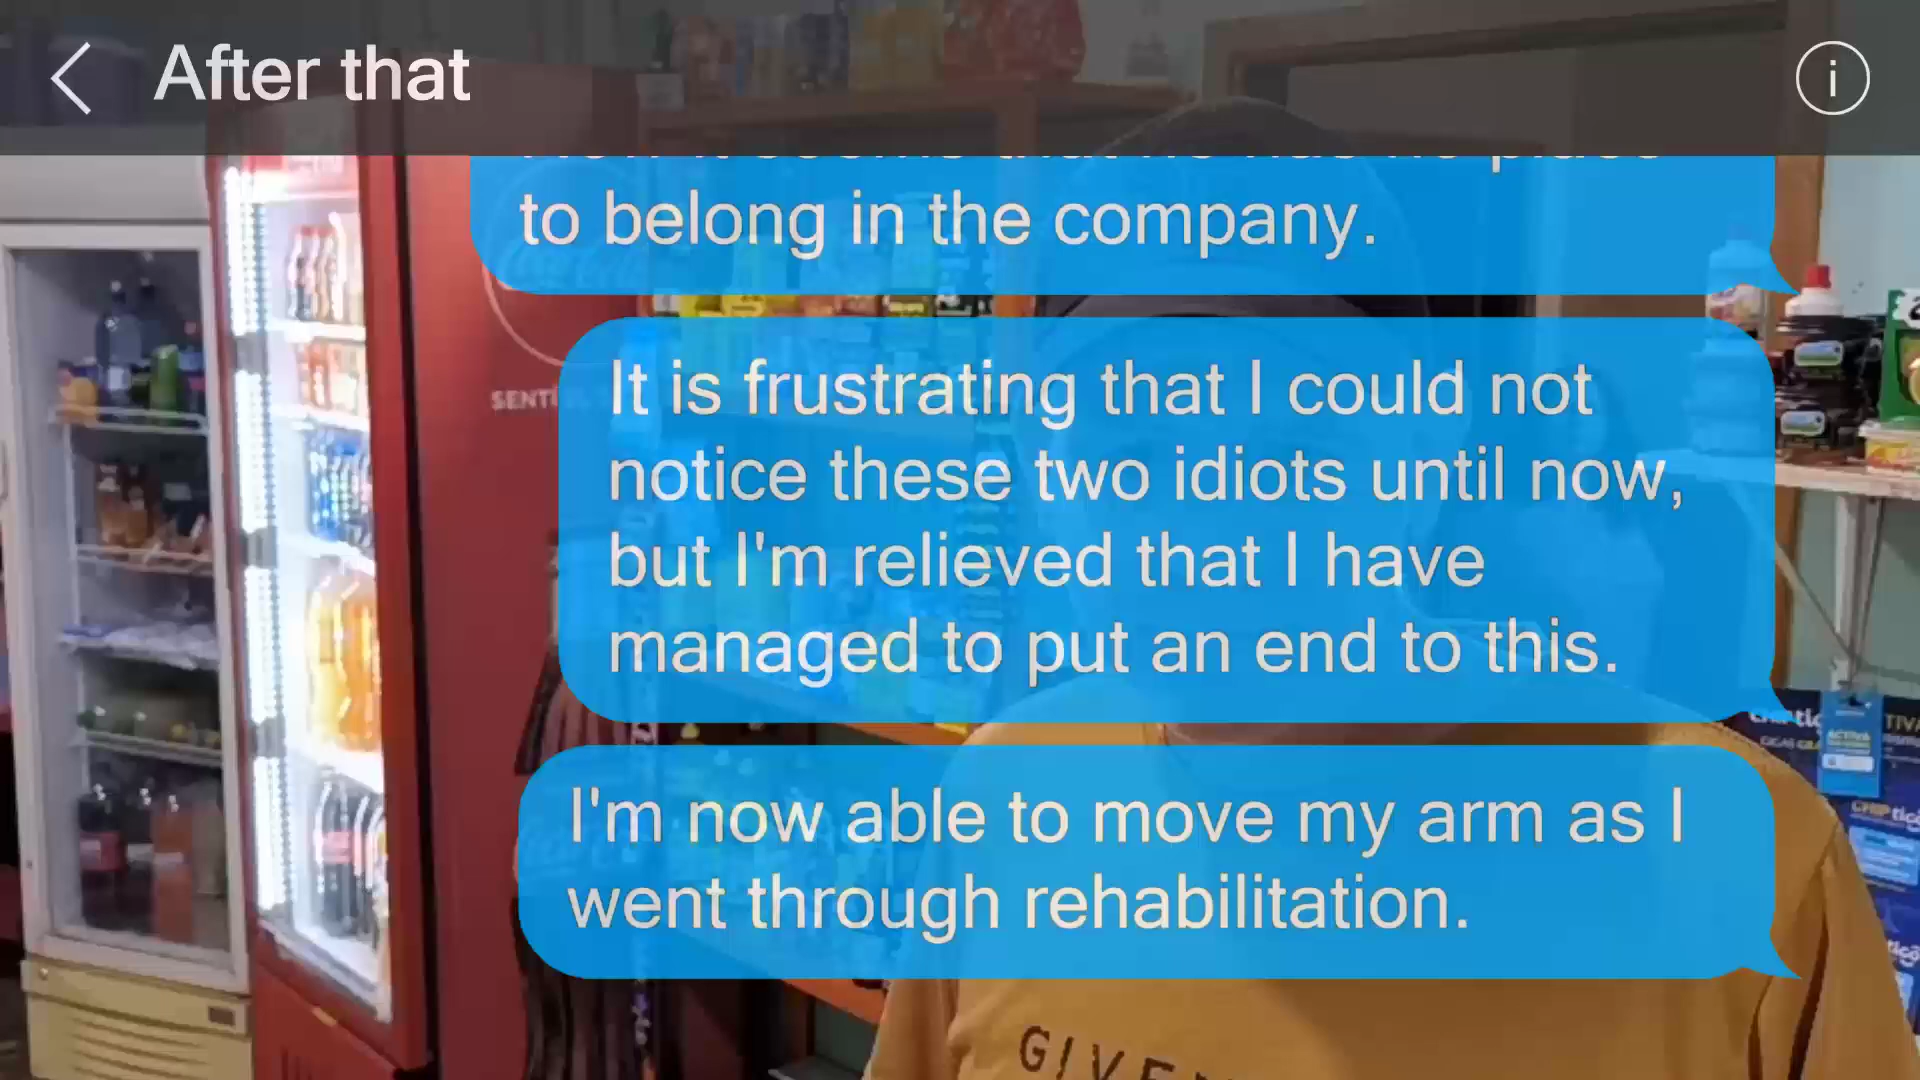 After that
to belong in the company.
It is frustrating that I could not
notice these two idiots until now,
but I'm relieved that I have
managed to put an end to this.
I'm now able to move my arm as I
went through rehabilitation.